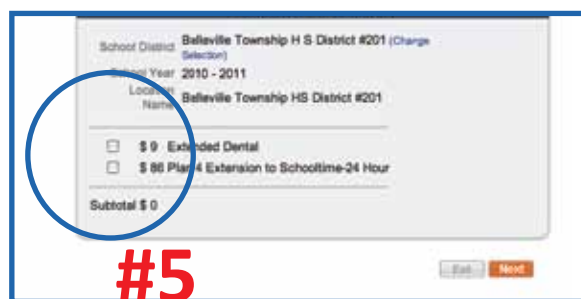 School District Belleville Township H S District #201 (Change Selection)
School Year 2010 - 2011
Location Name Belleville Township HS District #201
$ 9 Extended Dental
$ 86 Plan 4 Extension to Schooltime-24 Hour
Subtotal $ 0
#5
Exit Next